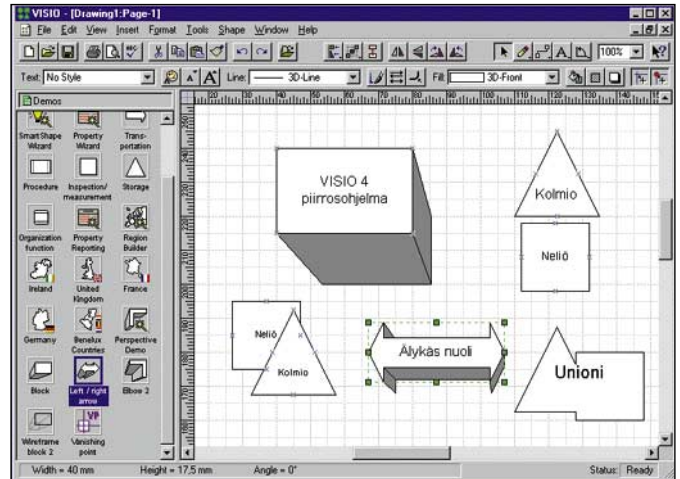 VISIO - [Drawing1:Page-1]
File Edit View Insert Format Tools Shape Window Help
100%
Text: No Style Line: 3D-Line Fill: 3D-Front
Demos
SmartShape Wizard
Property Wizard
Trans-portation
Procedure
Inspection/measurement
Storage
Organization function
Property Reporting
Region Builder
Ireland
United Kingdom
France
Germany
Benelux Countries
Perspective Demo
Block
Left / right arrow
Elbow 2
Wireframe block 2
VP
Vanishing point
VISIO 4
piirrosohjelma
Kolmio
Neliö
Neliö
Kolmio
Älykäs nuoli
Unioni
Width = 40 mm Height = 17,5 mm Angle = 0° Status: Ready